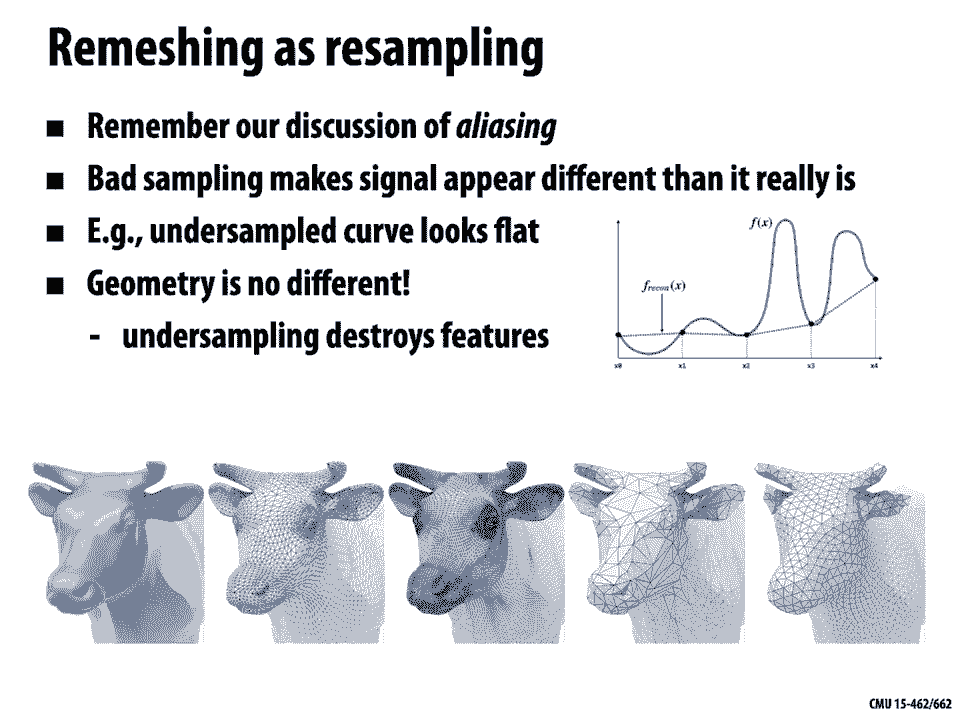 Remeshing as resampling
■ Remember our discussion of aliasing
■ Bad sampling makes signal appear different than it really is
■ E.g., undersampled curve looks flat
■ Geometry is no different!
- undersampling destroys features
f(x)
f_recon(x)
x0 x1 x2 x3 x4
CMU 15-462/662